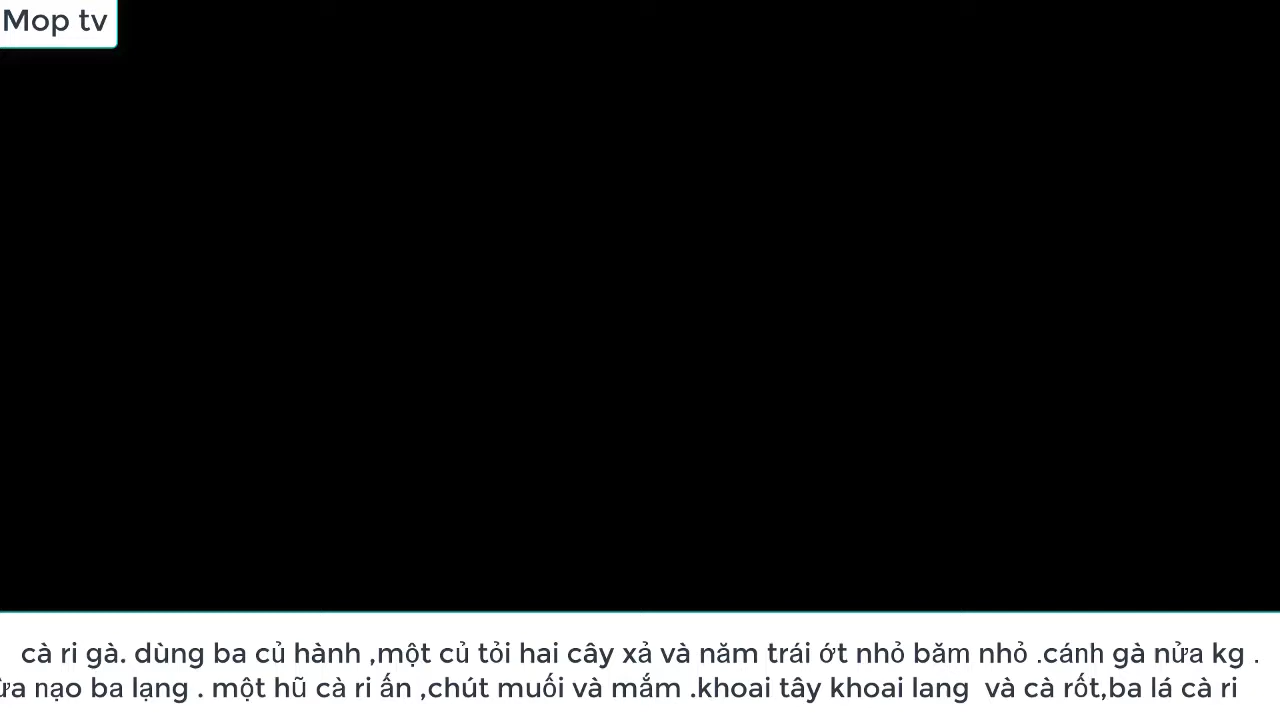 Mop tv
cà ri gà. dùng ba củ hành ,một củ tỏi hai cây xả và năm trái ớt nhỏ băm nhỏ .cánh gà nửa kg .
nạo ba lạng . một hũ cà ri ấn ,chút muối và mắm .khoai tây khoai lang và cà rốt,ba lá cà ri